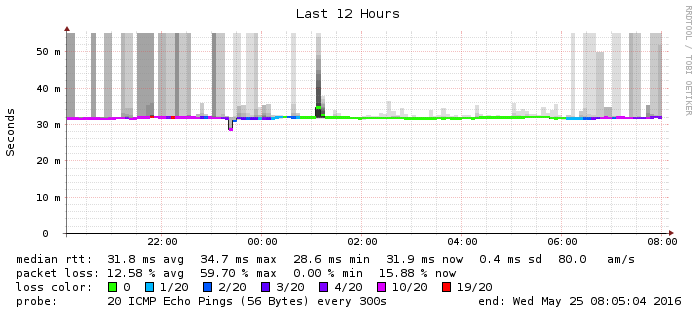 Last 12 Hours
RRDTOOL / TOBI OETIKER
Seconds
50 m
40 m
30 m
20 m
10 m
0
22:00 00:00 02:00 04:00 06:00 08:00
median rtt: 31.8 ms avg 34.7 ms max 28.6 ms min 31.9 ms now 0.4 ms sd 80.0 am/s
packet loss: 12.58 % avg 59.70 % max 0.00 % min 15.88 % now
loss color: 0 1/20 2/20 3/20 4/20 10/20 19/20
probe: 20 ICMP Echo Pings (56 Bytes) every 300s end: Wed May 25 08:05:04 2016